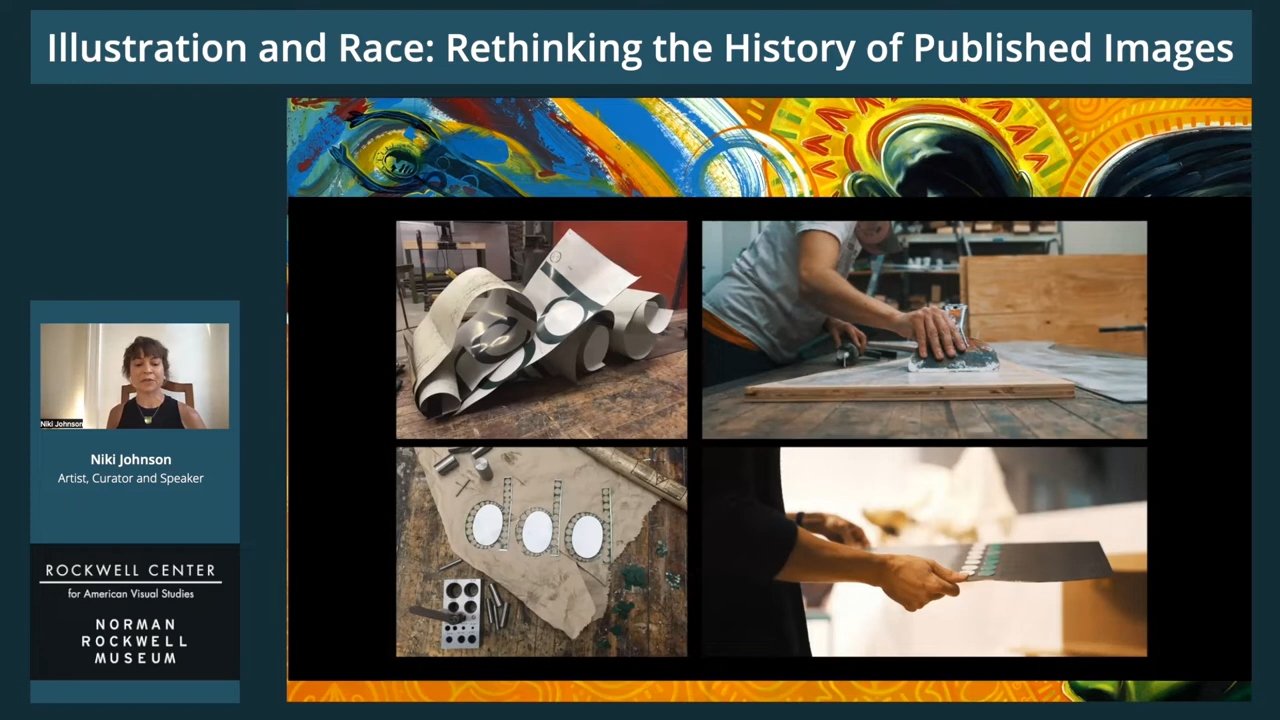 Illustration and Race: Rethinking the History of Published Images
ddd
Niki Johnson
Niki Johnson
Artist, Curator and Speaker
ROCKWELL CENTER
for American Visual Studies
NORMAN
ROCKWELL
MUSEUM